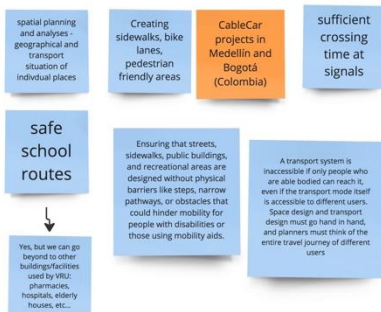 spatial planning
and analyses -
geographical and
transport
situation of
indivdual places
Creating
sidewalks, bike
lanes,
pedestrian
friendly areas
CableCar
projects in
Medellín and
Bogotá
(Colombia)
sufficient
crossing
time at
signals
safe
school
routes
Ensuring that streets,
sidewalks, public buildings,
and recreational areas are
designed without physical
barriers like steps, narrow
pathways, or obstacles that
could hinder mobility for
people with disabilities or
those using mobility aids.
A transport system is
inaccessible if only people who
are able bodied can reach it,
even if the transport mode itself
is accessible to different users.
Space design and transport
design must go hand in hand,
and planners must think of the
entire travel journey of different
users
Yes, but we can go
beyond to other
buildings/facilities
used by VRU:
pharmacies,
hospitals, elderly
houses, etc...